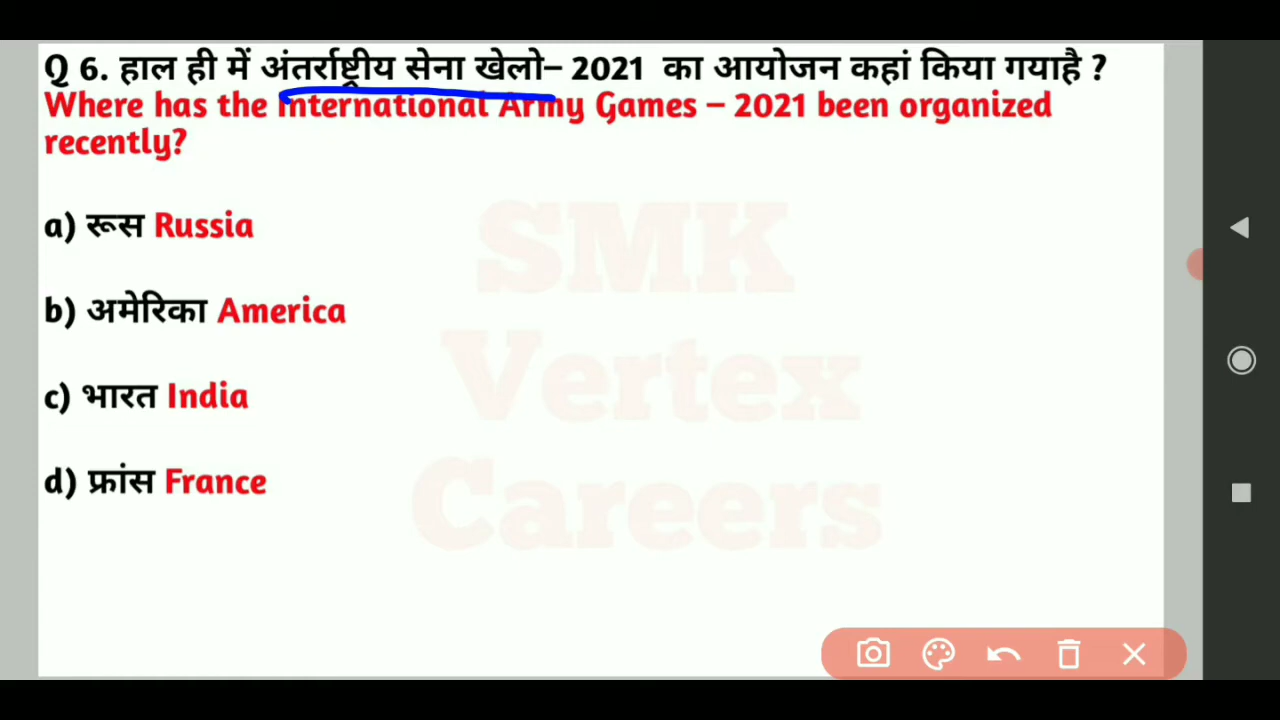 Q 6. हाल ही में अंतर्राष्ट्रीय सेना खेलो– 2021 का आयोजन कहां किया गयाहै ?
Where has the International Army Games – 2021 been organized
recently?
a) रूस Russia
b) अमेरिका America
c) भारत India
d) फ्रांस France
SMK
Vertex
Careers